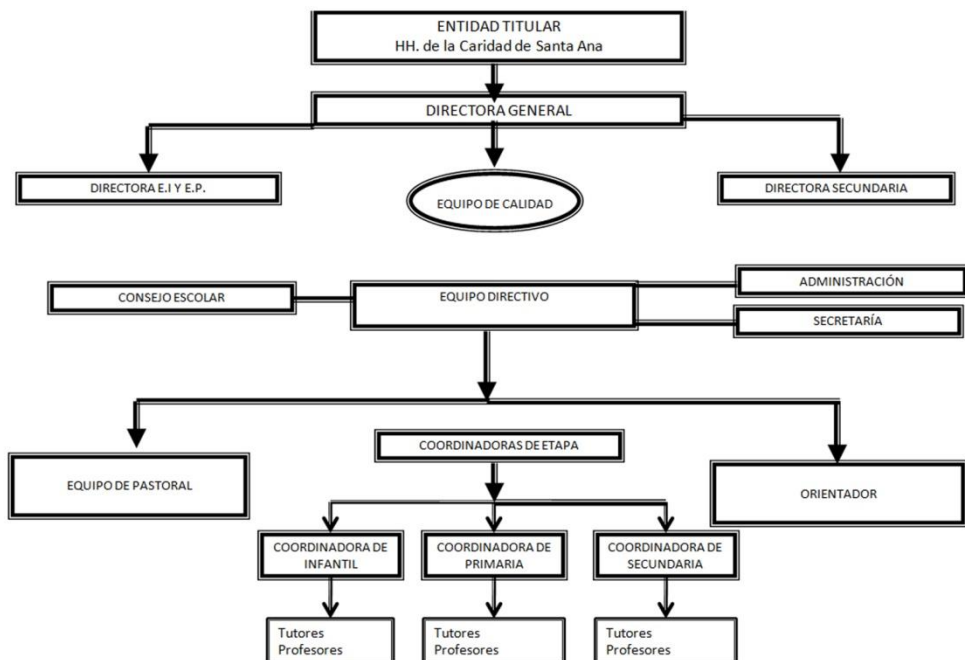 ENTIDAD TITULAR
HH. de la Caridad de Santa Ana
DIRECTORA GENERAL
DIRECTORA E.I Y E.P.
EQUIPO DE CALIDAD
DIRECTORA SECUNDARIA
CONSEJO ESCOLAR
EQUIPO DIRECTIVO
ADMINISTRACIÓN
SECRETARÍA
EQUIPO DE PASTORAL
COORDINADORAS DE ETAPA
ORIENTADOR
COORDINADORA DE
INFANTIL
COORDINADORA DE
PRIMARIA
COORDINADORA DE
SECUNDARIA
Tutores
Profesores
Tutores
Profesores
Tutores
Profesores